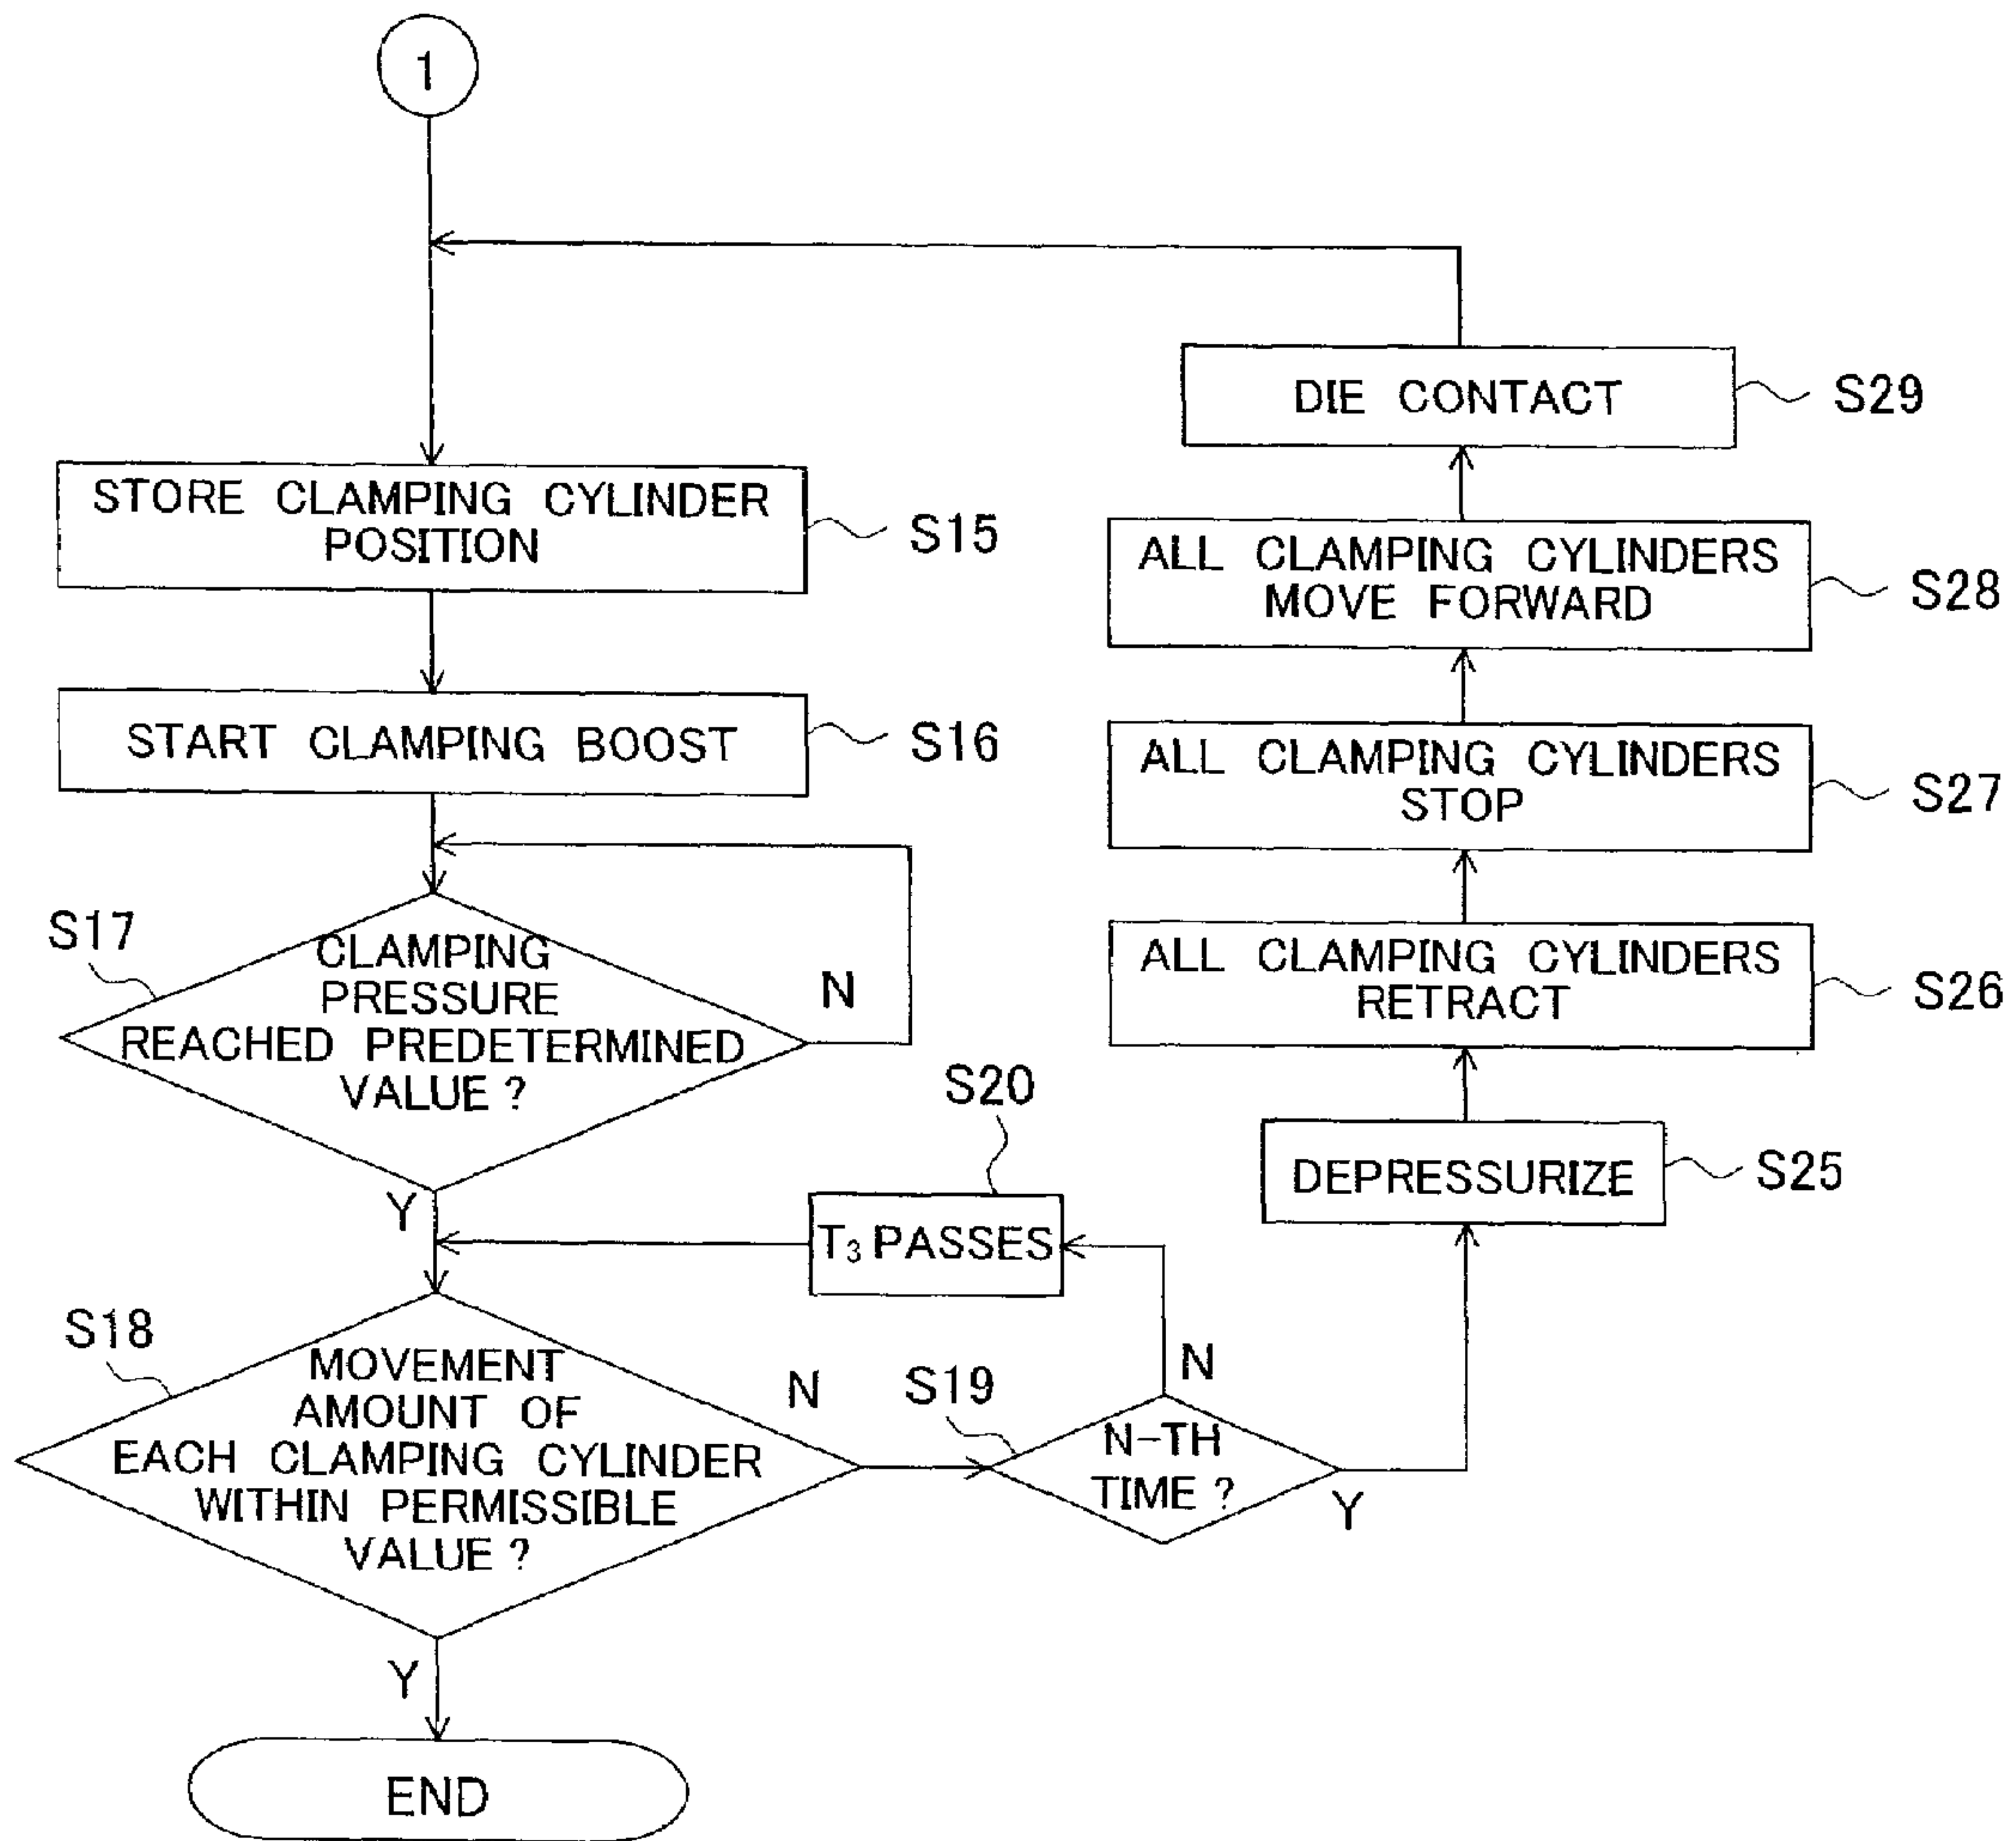 1
STORE CLAMPING CYLINDER
POSITION
S15
START CLAMPING BOOST
S16
S17
CLAMPING
PRESSURE
REACHED PREDETERMINED
VALUE?
N
Y
S18
MOVEMENT
AMOUNT OF
EACH CLAMPING CYLINDER
WITHIN PERMISSIBLE
VALUE?
N
Y
END
S19
N-TH
TIME?
N
Y
S20
T₃ PASSES
DEPRESSURIZE
S25
ALL CLAMPING CYLINDERS
RETRACT
S26
ALL CLAMPING CYLINDERS
STOP
S27
ALL CLAMPING CYLINDERS
MOVE FORWARD
S28
DIE CONTACT
S29